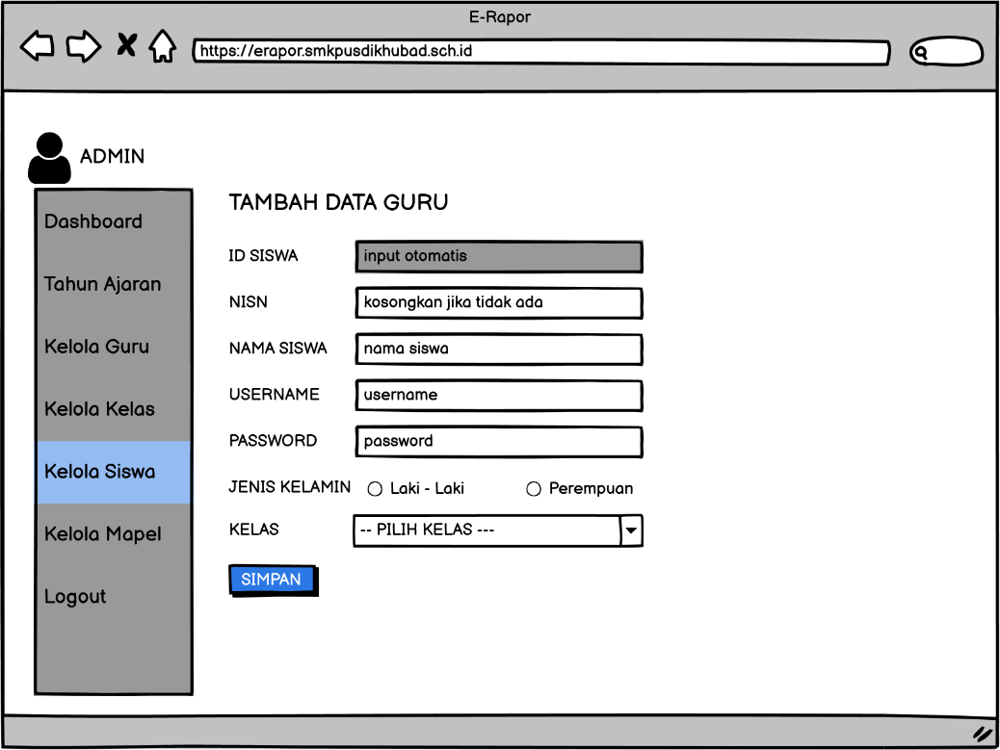 E-Rapor
https://erapor.smkpusdikhubad.sch.id
ADMIN
Dashboard
Tahun Ajaran
Kelola Guru
Kelola Kelas
Kelola Siswa
Kelola Mapel
Logout
TAMBAH DATA GURU
ID SISWA input otomatis
NISN kosongkan jika tidak ada
NAMA SISWA nama siswa
USERNAME username
PASSWORD password
JENIS KELAMIN Laki - Laki Perempuan
KELAS -- PILIH KELAS ---
SIMPAN